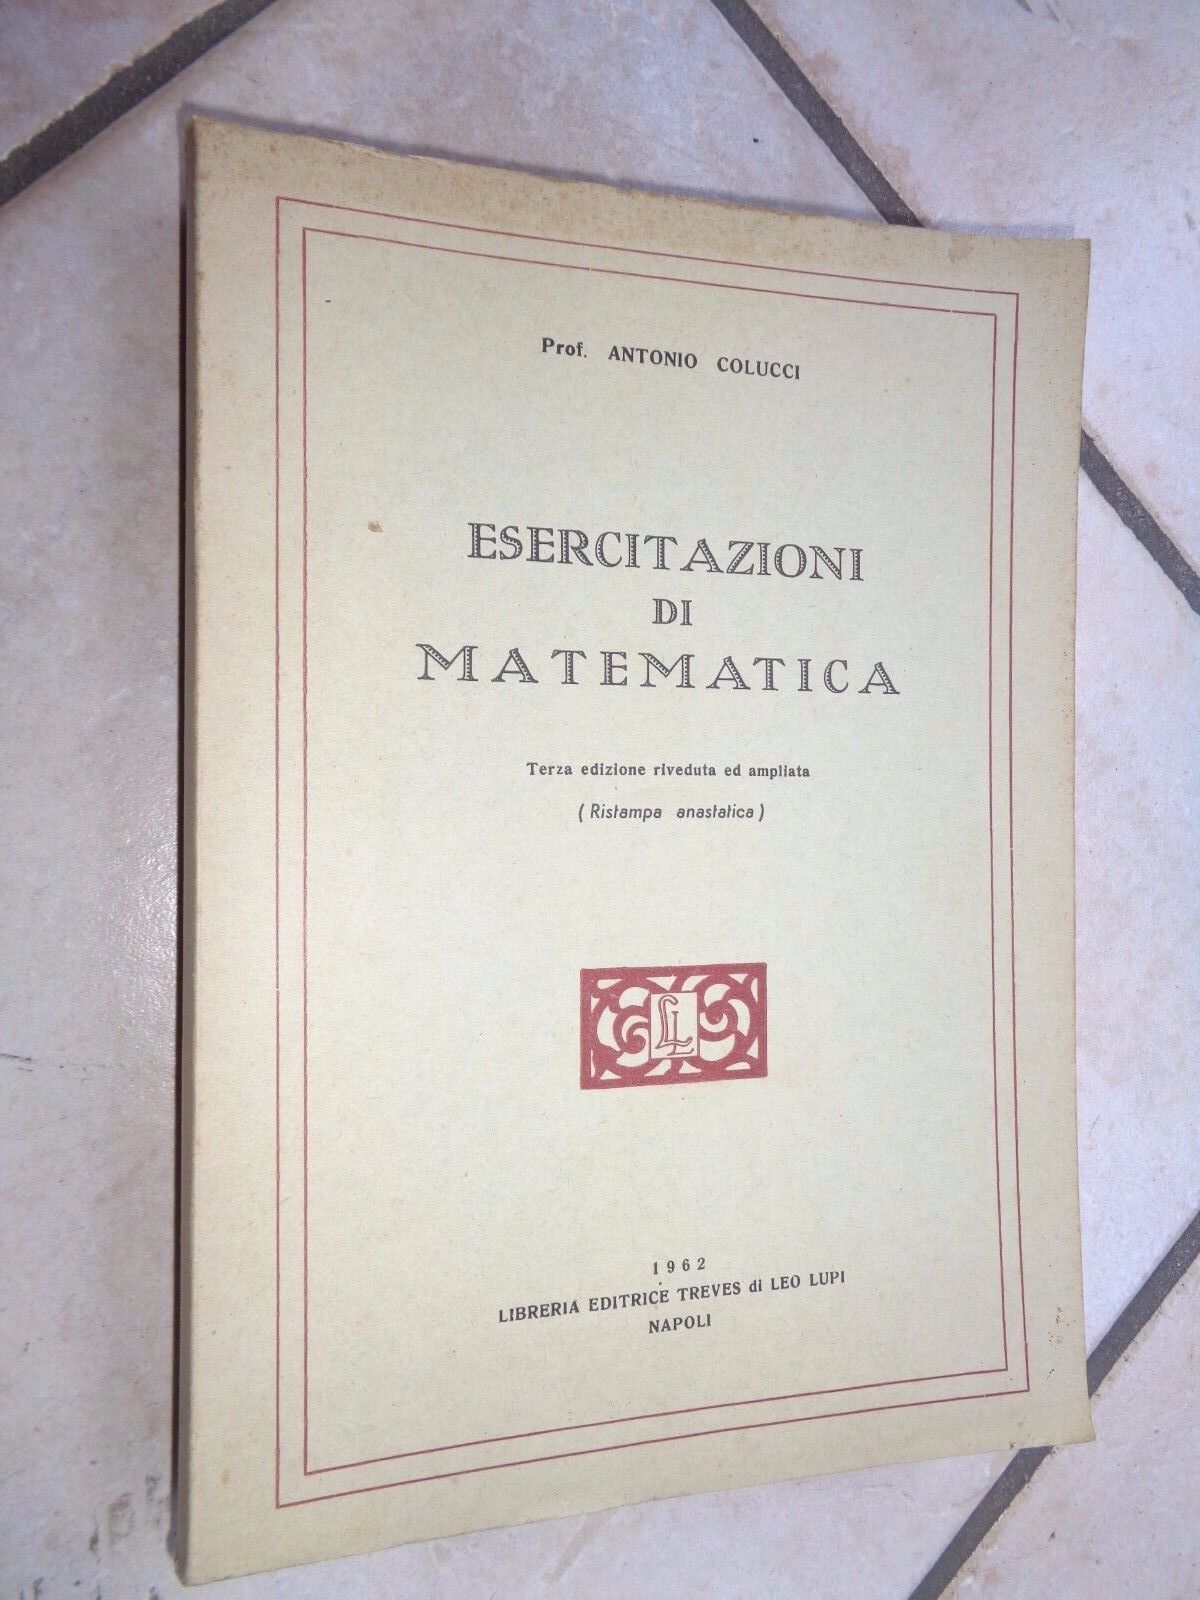 Prof. ANTONIO COLUCCI
ESERCITAZIONI
DI
MATEMATICA
Terza edizione riveduta ed ampliata
( Ristampa anastatica )
LL
1962
LIBRERIA EDITRICE TREVES di LEO LUPI
NAPOLI